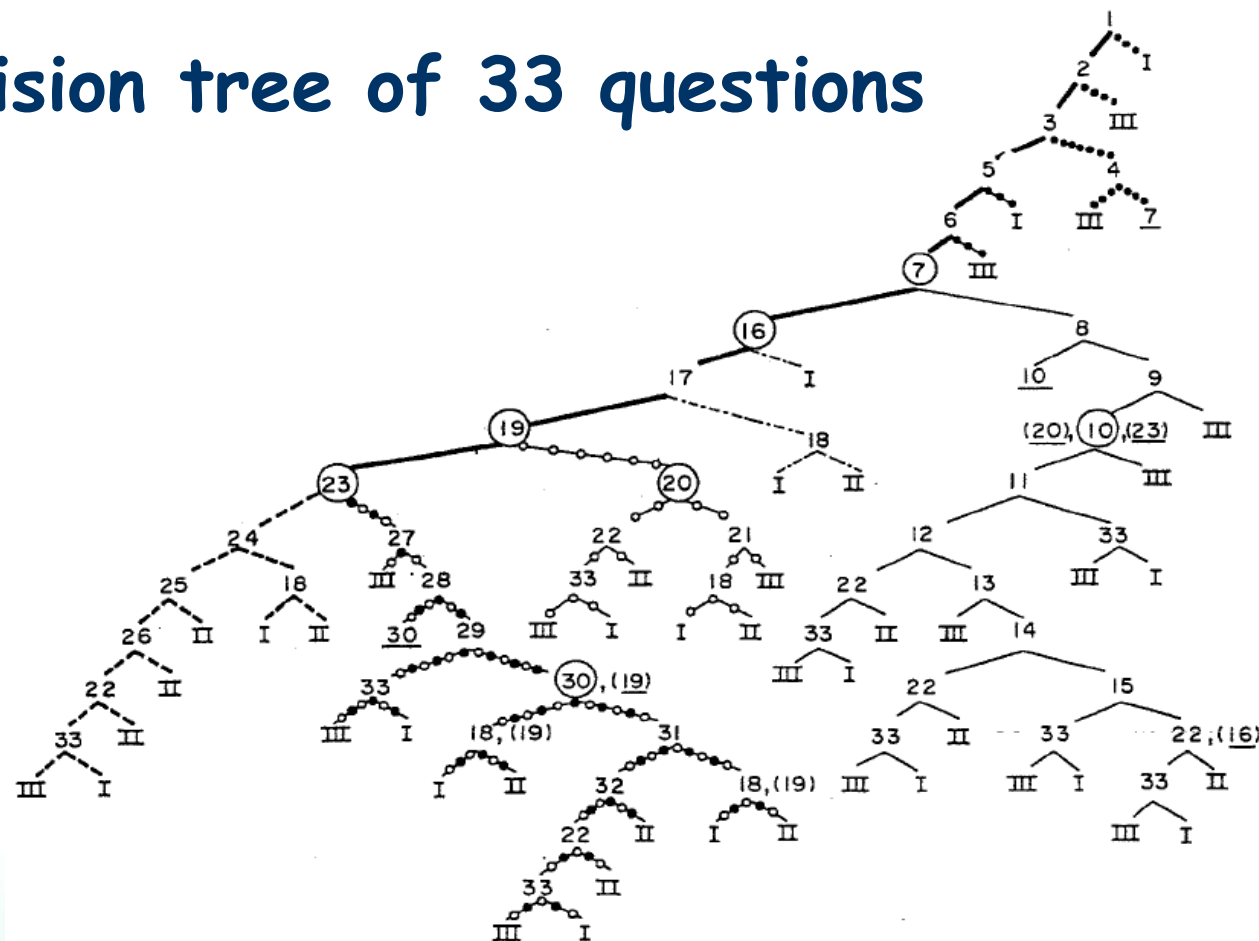 ision tree of 33 questions
1
2 I
3 III
5 4
6 I III 7
7 III
16 8
17 I 10 9
19 18 (20), 10, (23) III
23 20 I II 11 III
24 27 22 21 12 33
25 18 III 28 33 II 18 III 22 13 III I
26 II I II 30 29 III I I II 33 II III 14
22 II 33 30, (19) III I 22 15
33 II III I 18, (19) 31 33 II 33 22, (16)
III I I II 32 18, (19) III I III I 33 II
22 II I II III I
33 II
III I